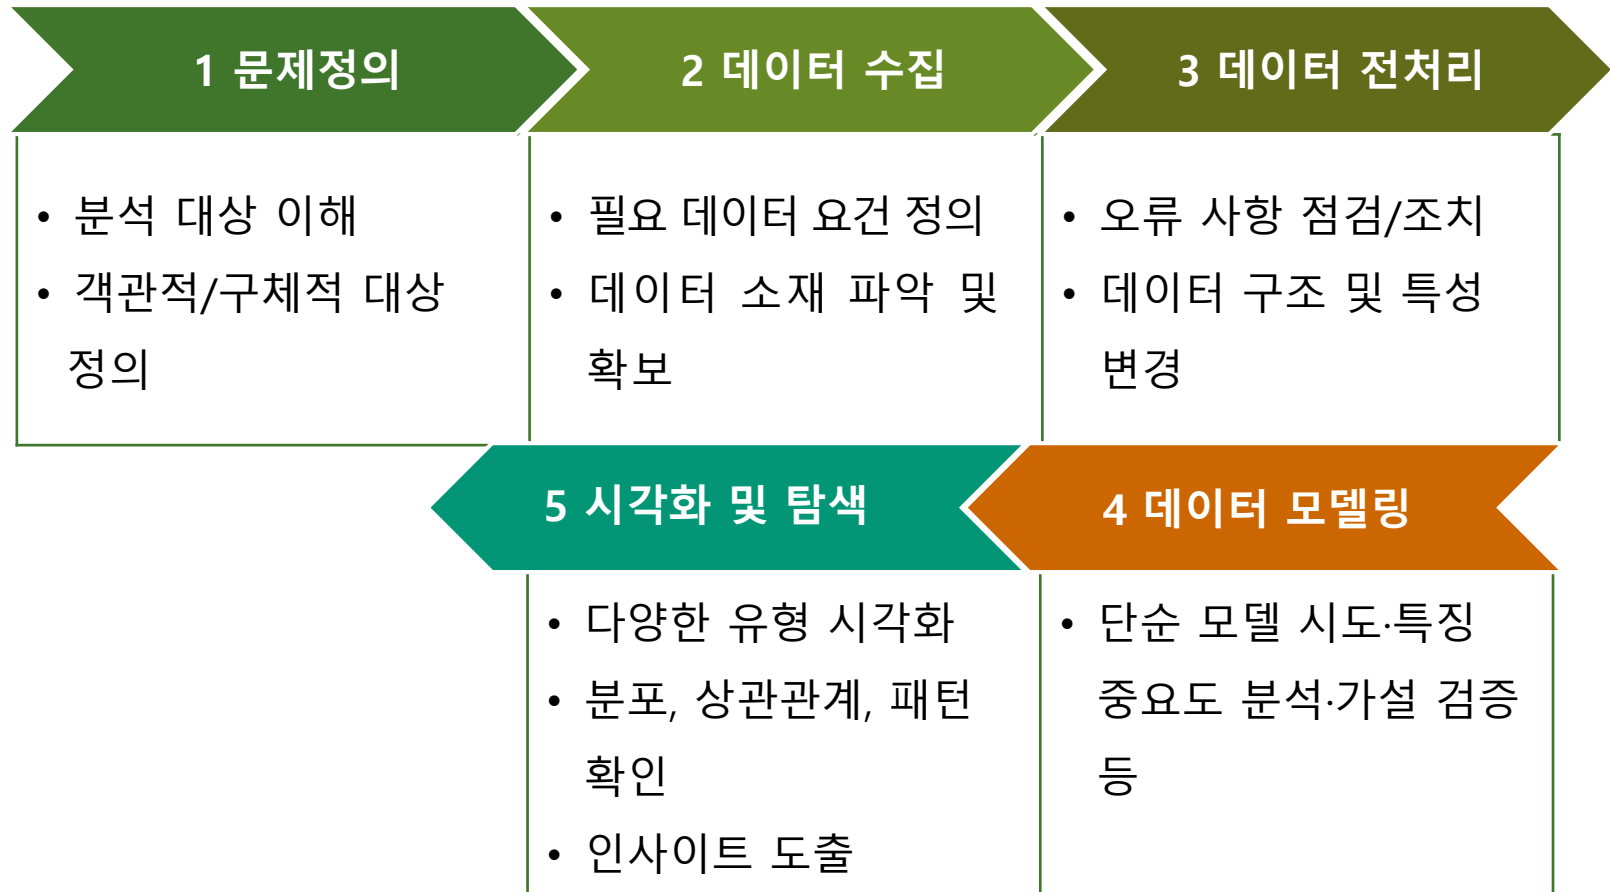 1 문제정의
• 분석 대상 이해
• 객관적/구체적 대상
정의
2 데이터 수집
• 필요 데이터 요건 정의
• 데이터 소재 파악 및
확보
3 데이터 전처리
• 오류 사항 점검/조치
• 데이터 구조 및 특성
변경
4 데이터 모델링
• 단순 모델 시도·특징
중요도 분석·가설 검증
등
5 시각화 및 탐색
• 다양한 유형 시각화
• 분포, 상관관계, 패턴
확인
• 인사이트 도출